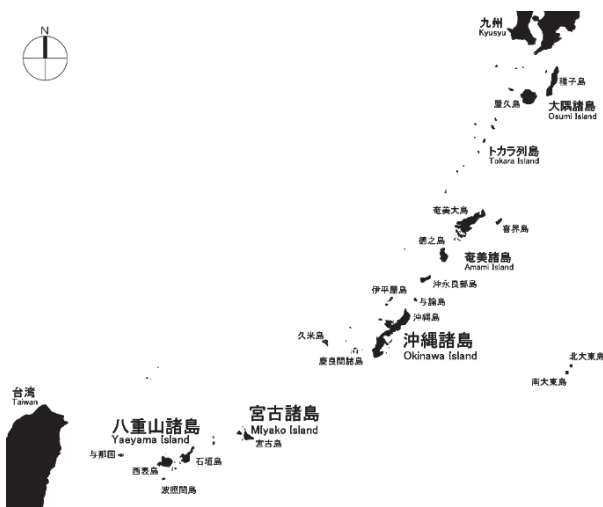 N
九州
Kyusyu
種子島
屋久島
大隅諸島
Osumi Island
トカラ列島
Tokara Island
奄美大島
喜界島
徳之島
奄美諸島
Amami Island
沖永良部島
伊平屋島
与論島
沖縄島
久米島
慶良間諸島
沖縄諸島
Okinawa Island
北大東島
南大東島
台湾
Taiwan
宮古諸島
Miyako Island
宮古島
八重山諸島
Yaeyama Island
与那国
石垣島
西表島
波照間島